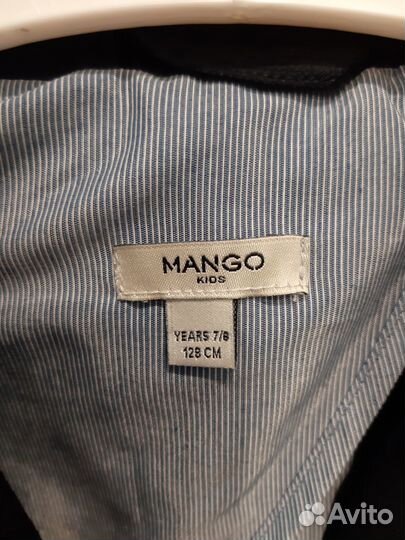 MANGO
KIDS
YEARS 7/8
128 CM
Avito